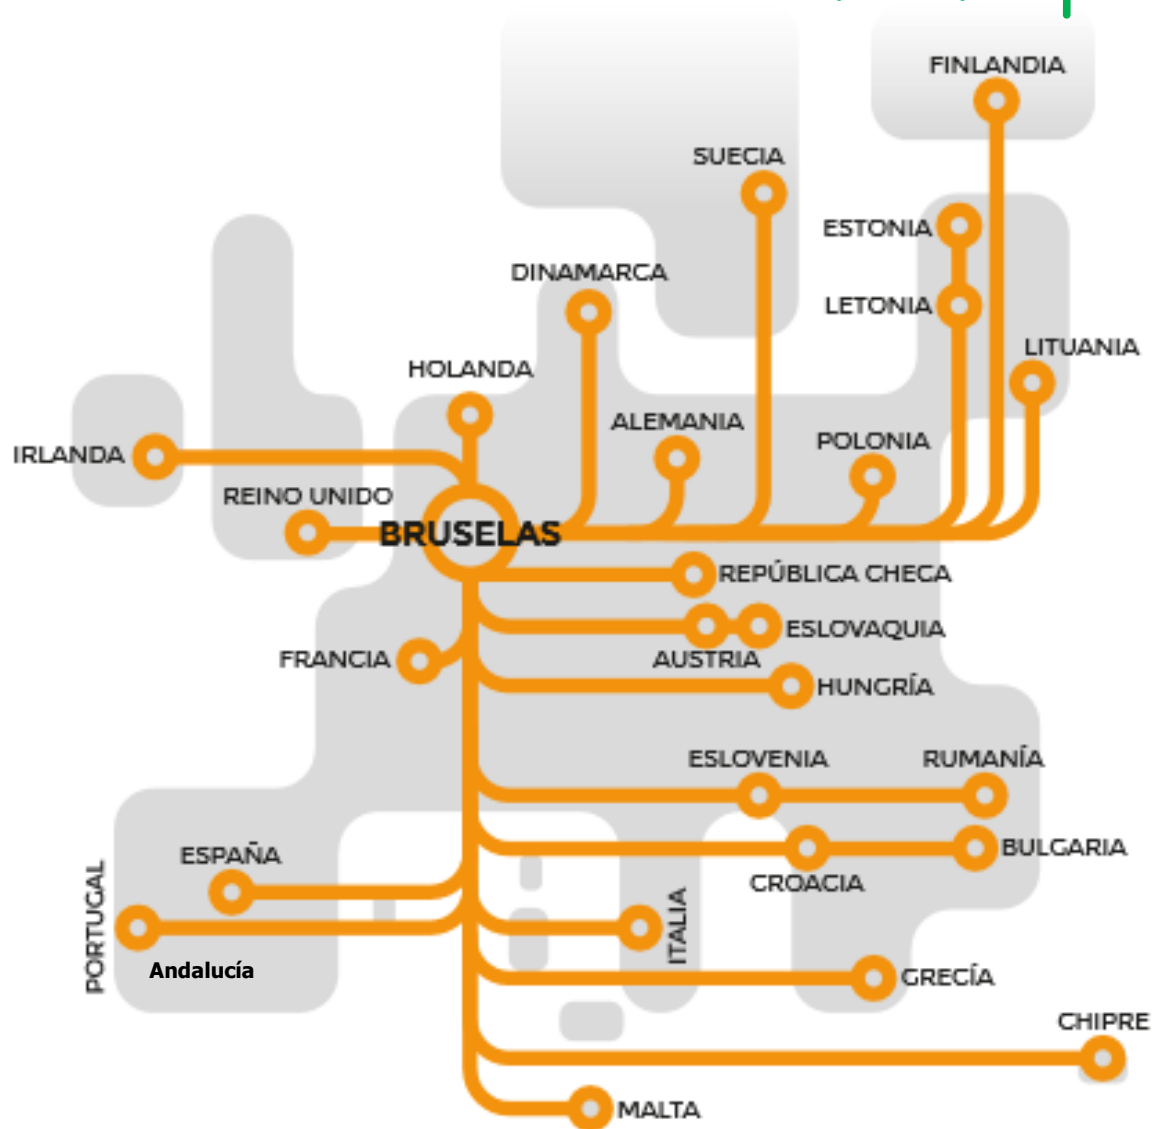 FINLANDIA
SUECIA
ESTONIA
DINAMARCA
LETONIA
LITUANIA
HOLANDA
ALEMANIA
POLONIA
IRLANDA
REINO UNIDO
BRUSELAS
REPÚBLICA CHECA
ESLOVAQUIA
FRANCIA
AUSTRIA
HUNGRÍA
ESLOVENIA
RUMANÍA
BULGARIA
ESPAÑA
CROACIA
PORTUGAL
ITALIA
Andalucía
GRECÍA
CHIPRE
MALTA